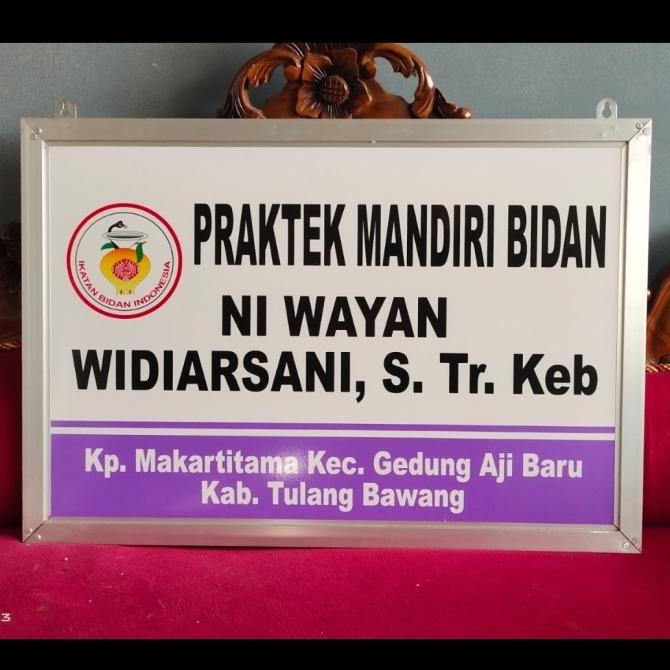 PRAKTEK MANDIRI BIDAN
IKATAN BIDAN INDONESIA
NI WAYAN
WIDIARSANI, S. Tr. Keb
Kp. Makartitama Kec. Gedung Aji Baru
Kab. Tulang Bawang
3